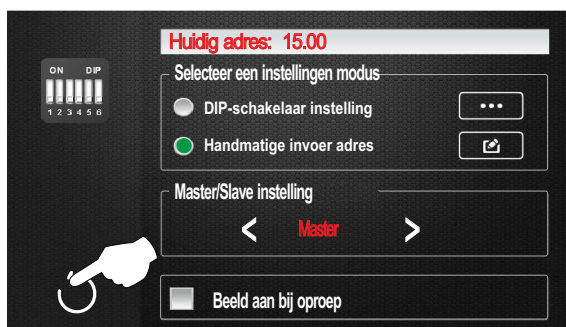 Huidig adres: 15.00
Selecteer een instellingen modus
ON DIP
1 2 3 4 5 6
DIP-schakelaar instelling
Handmatige invoer adres
Master/Slave instelling
< Master >
Beeld aan bij oproep